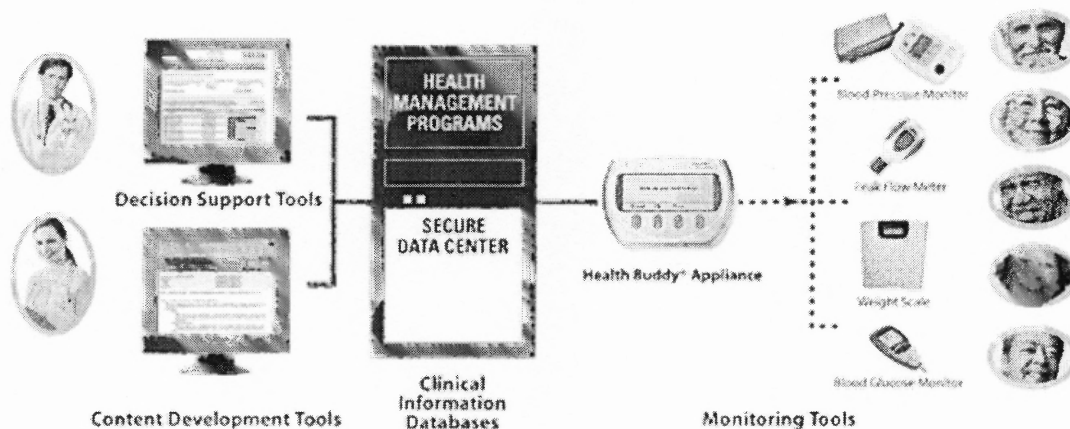 HEALTH
MANAGEMENT
PROGRAMS
SECURE
DATA CENTER
Decision Support Tools
Content Development Tools
Clinical
Information
Databases
Health Buddy® Appliance
Blood Pressure Monitor
Peak Flow Meter
Weight Scale
Blood Glucose Monitor
Monitoring Tools